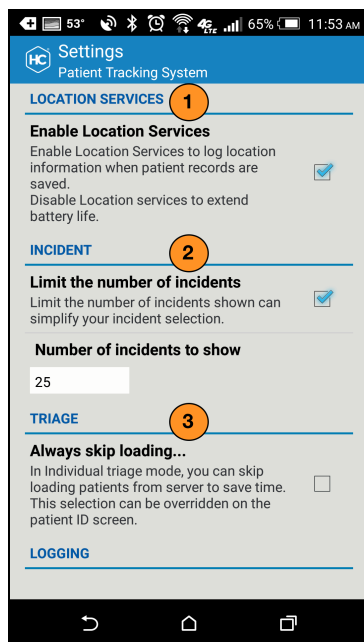 53° 4G LTE 65% 11:53 AM
HC Settings
Patient Tracking System
LOCATION SERVICES 1
Enable Location Services
Enable Location Services to log location
information when patient records are
saved.
Disable Location services to extend
battery life.
INCIDENT 2
Limit the number of incidents
Limit the number of incidents shown can
simplify your incident selection.
Number of incidents to show
25
TRIAGE 3
Always skip loading...
In Individual triage mode, you can skip
loading patients from server to save time.
This selection can be overridden on the
patient ID screen.
LOGGING